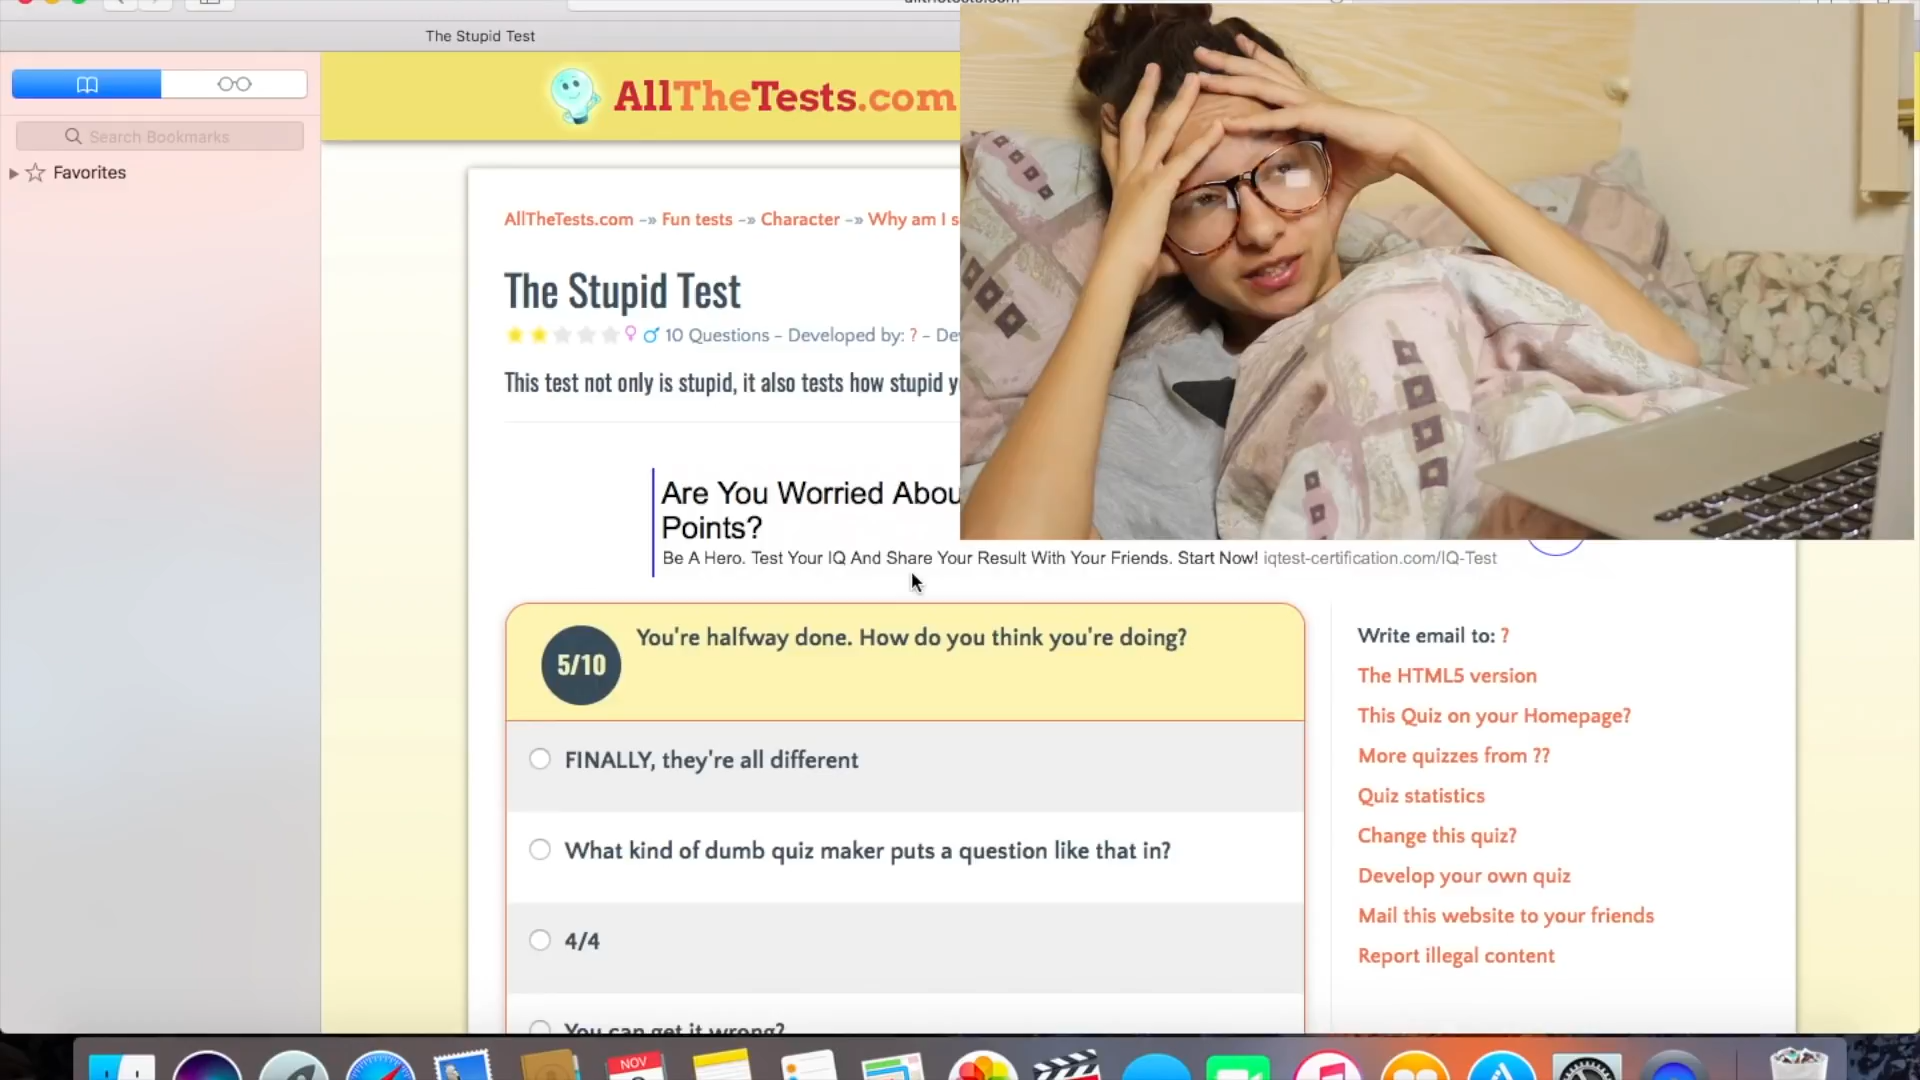 The Stupid Test
Search Bookmarks
Favorites
AllTheTests.com
AllTheTests.com -» Fun tests -» Character -» Why am I s
The Stupid Test
10 Questions - Developed by: ? - De
This test not only is stupid, it also tests how stupid y
Are You Worried Abou
Points?
Be A Hero. Test Your IQ And Share Your Result With Your Friends. Start Now! iqtest-certification.com/IQ-Test
5/10
You're halfway done. How do you think you're doing?
FINALLY, they're all different
What kind of dumb quiz maker puts a question like that in?
4/4
You can get it wrong?
Write email to: ?
The HTML5 version
This Quiz on your Homepage?
More quizzes from ??
Quiz statistics
Change this quiz?
Develop your own quiz
Mail this website to your friends
Report illegal content
NOV